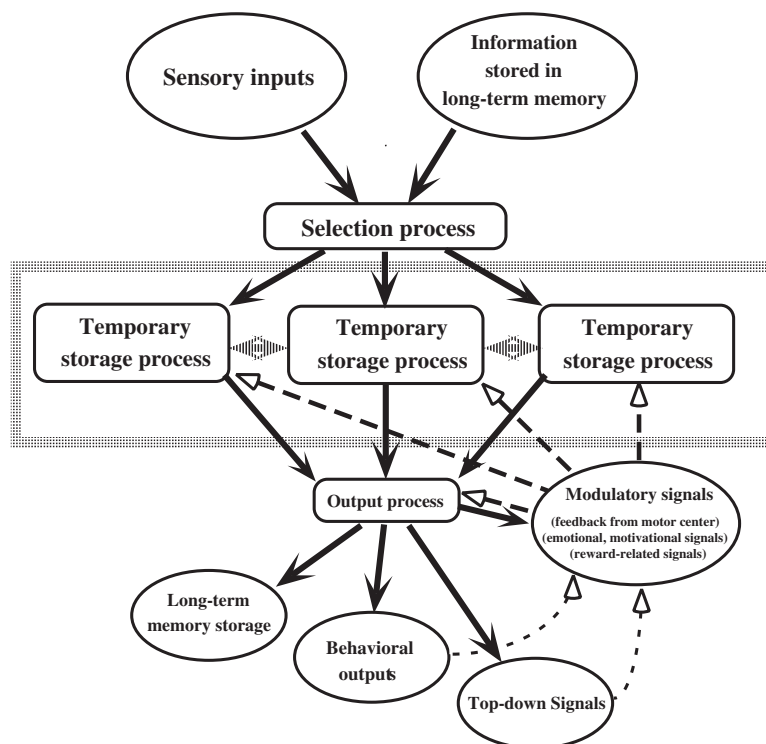 Sensory inputs
Information
stored in
long-term memory
Selection process
Temporary
storage process
Temporary
storage process
Temporary
storage process
Output process
Modulatory signals
(feedback from motor center)
(emotional, motivational signals)
(reward-related signals)
Long-term
memory storage
Behavioral
outputs
Top-down Signals